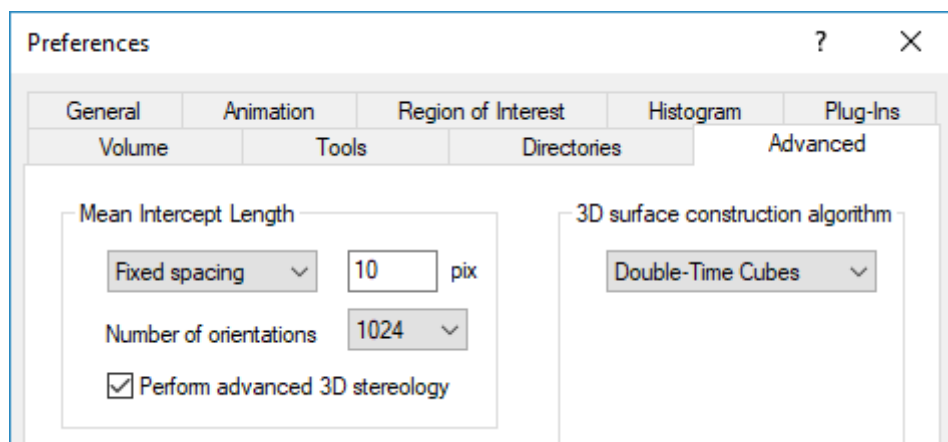 Preferences ?
General Animation Region of Interest Histogram Plug-Ins
Volume Tools Directories Advanced
Mean Intercept Length
Fixed spacing 10 pix
Number of orientations 1024
Perform advanced 3D stereology
3D surface construction algorithm
Double-Time Cubes